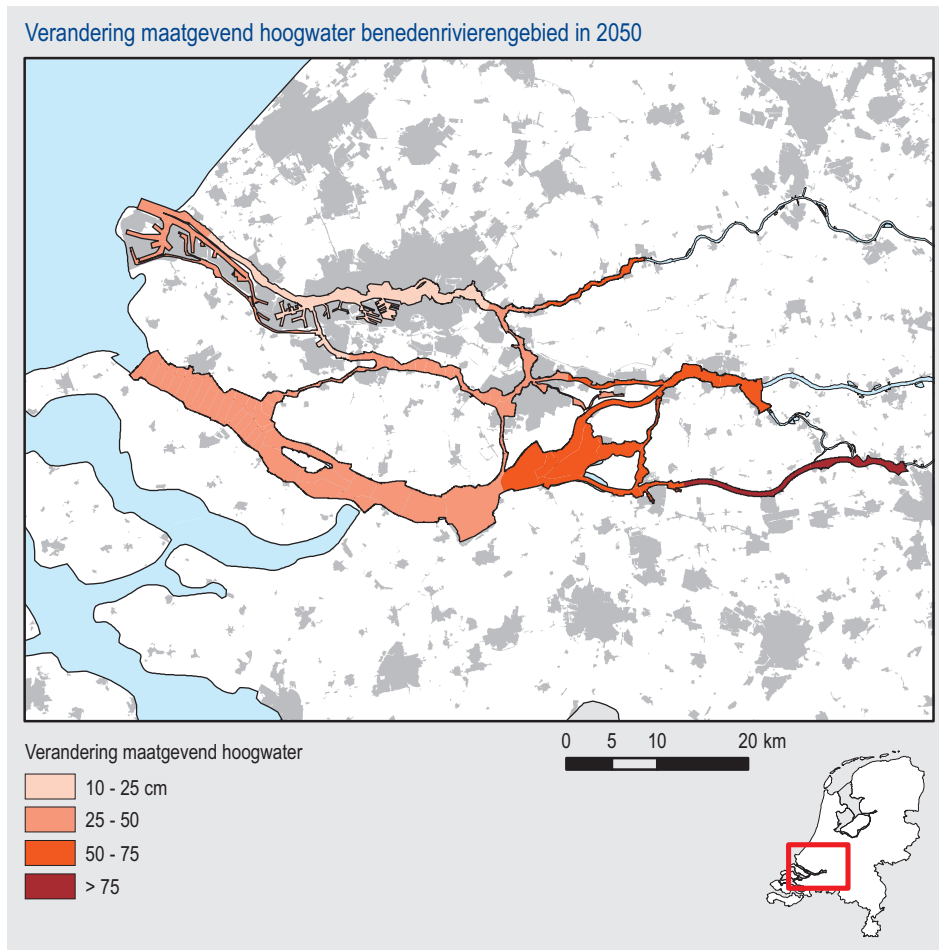 Verandering maatgevend hoogwater benedenrivierengebied in 2050
Verandering maatgevend hoogwater
10 - 25 cm
25 - 50
50 - 75
> 75
0 5 10 20 km